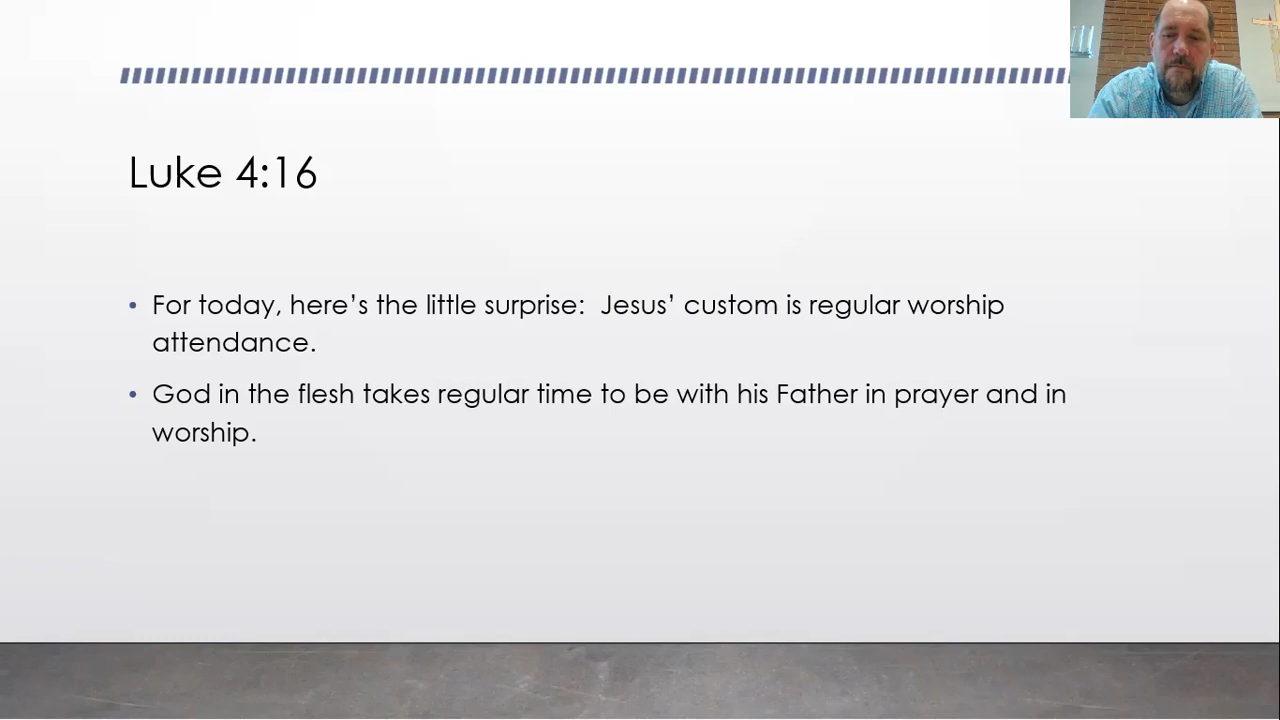 Luke 4:16
• For today, here’s the little surprise:  Jesus’ custom is regular worship
attendance.
• God in the flesh takes regular time to be with his Father in prayer and in
worship.